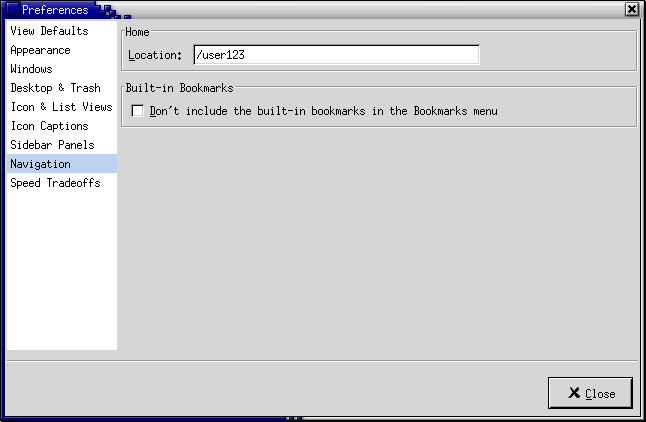 Preferences
View Defaults
Appearance
Windows
Desktop & Trash
Icon & List Views
Icon Captions
Sidebar Panels
Navigation
Speed Tradeoffs
Home
Location: /user123
Built-in Bookmarks
Don't include the built-in bookmarks in the Bookmarks menu
Close